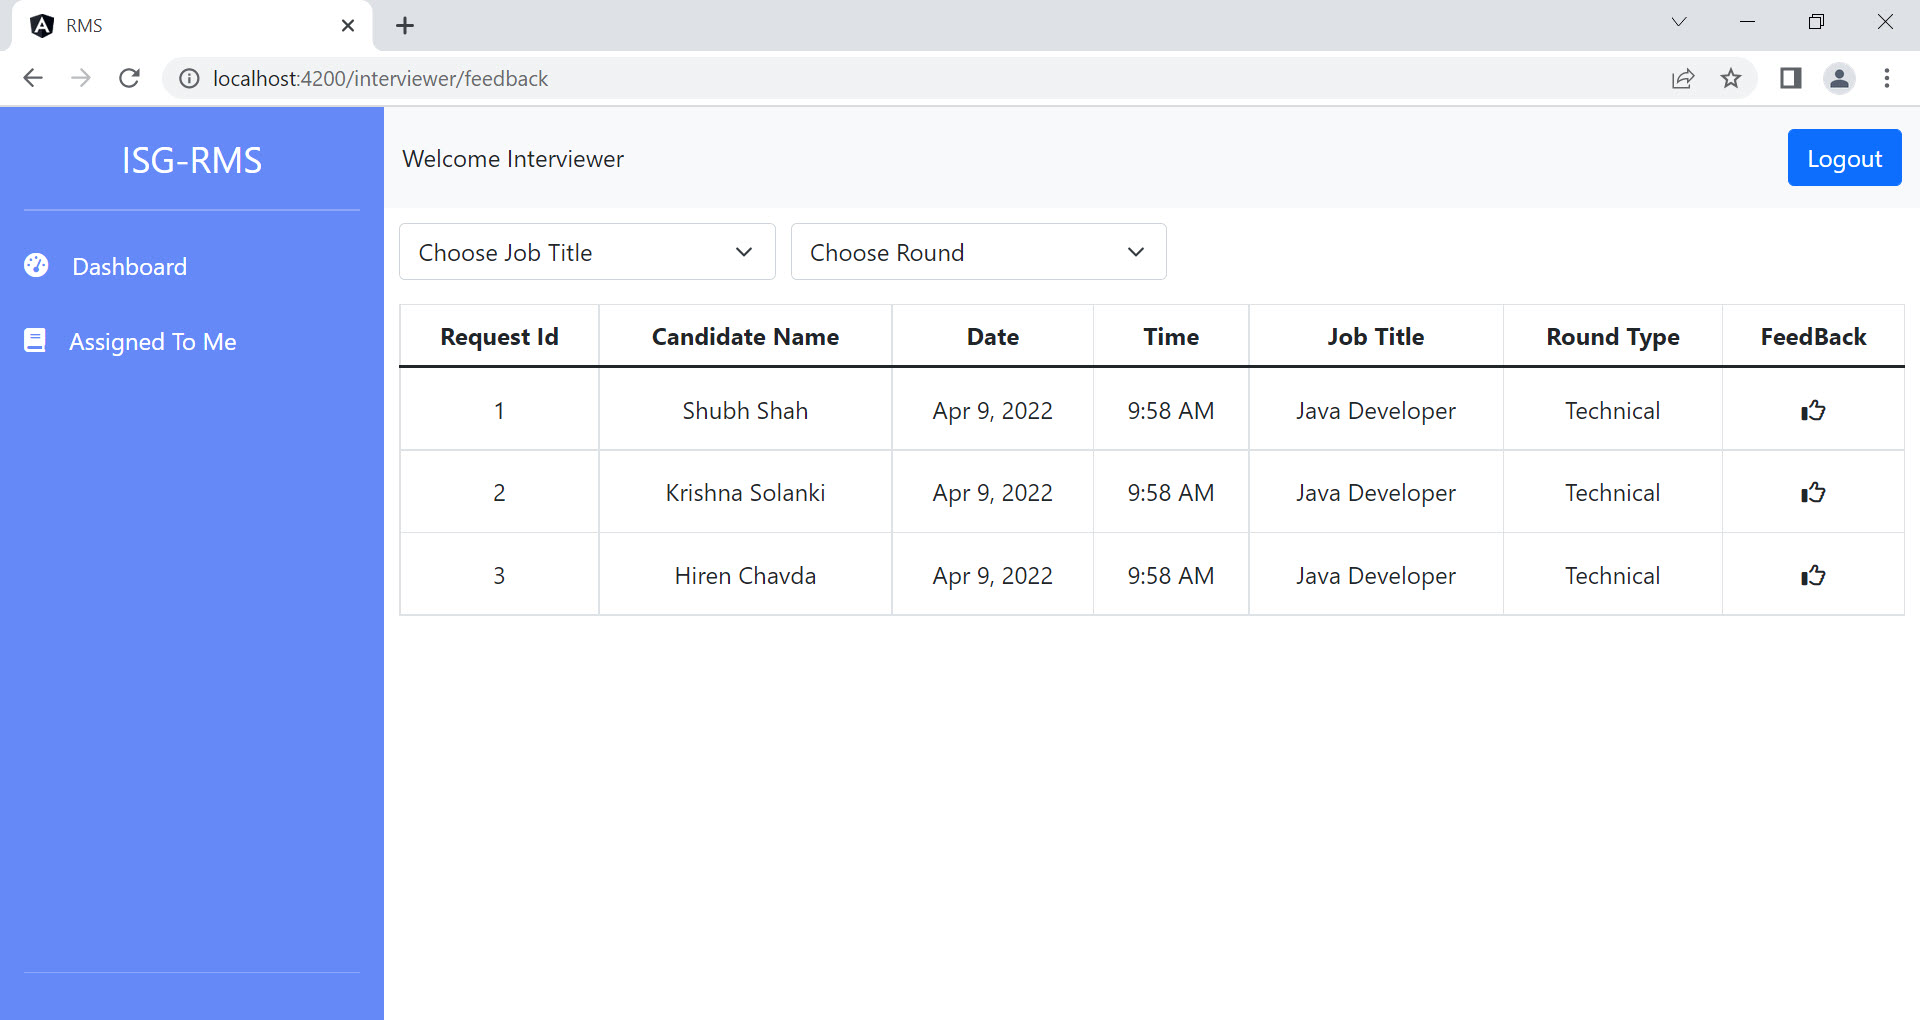 RMS
localhost:4200/interviewer/feedback
ISG-RMS
Dashboard
Assigned To Me
Welcome Interviewer
Logout
Choose Job Title
Choose Round
Request Id Candidate Name Date Time Job Title Round Type FeedBack
1 Shubh Shah Apr 9, 2022 9:58 AM Java Developer Technical
2 Krishna Solanki Apr 9, 2022 9:58 AM Java Developer Technical
3 Hiren Chavda Apr 9, 2022 9:58 AM Java Developer Technical